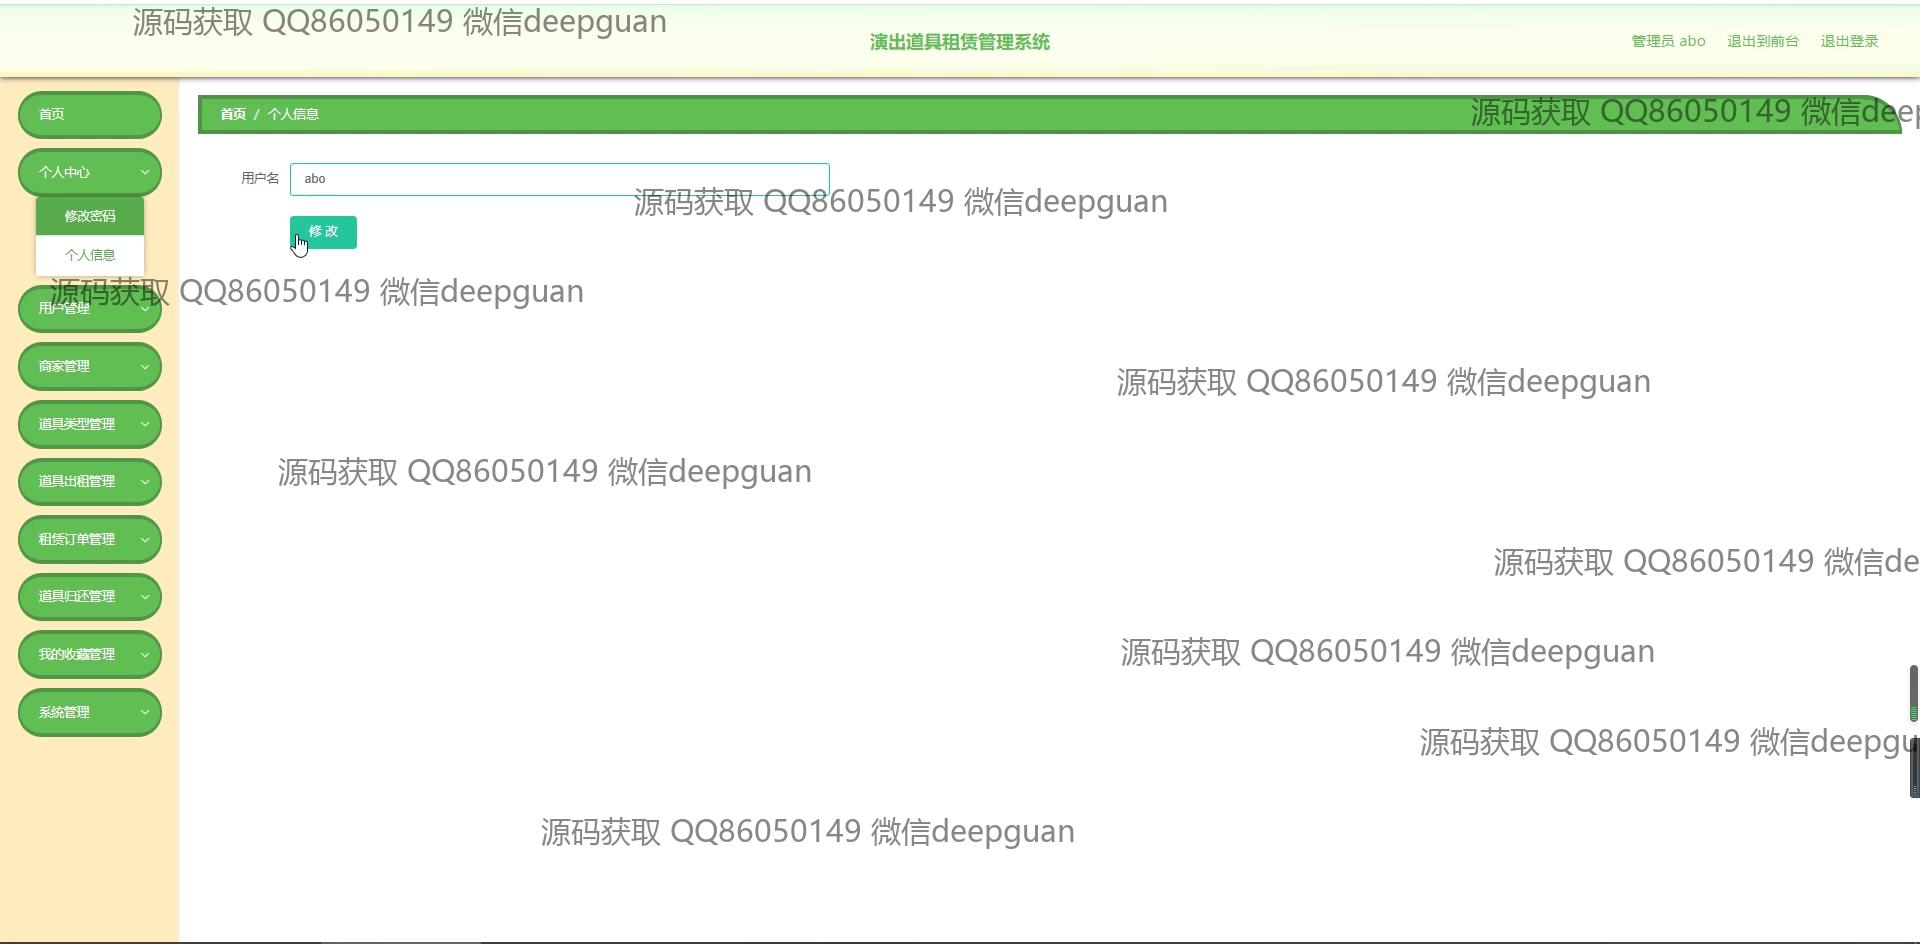 源码获取 QQ86050149 微信deepguan
演出道具租赁管理系统
管理员 abo 退出到前台 退出登录
首页
首页 / 个人信息
源码获取 QQ86050149 微信deep
个人中心
用户名 abo
源码获取 QQ86050149 微信deepguan
修改密码
修改
个人信息
源码获取 QQ86050149 微信deepguan
用户管理
商家管理
源码获取 QQ86050149 微信deepguan
道具类型管理
源码获取 QQ86050149 微信deepguan
道具出租管理
租赁订单管理
源码获取 QQ86050149 微信de
道具归还管理
我的收藏管理
源码获取 QQ86050149 微信deepguan
系统管理
源码获取 QQ86050149 微信deepgu
源码获取 QQ86050149 微信deepguan